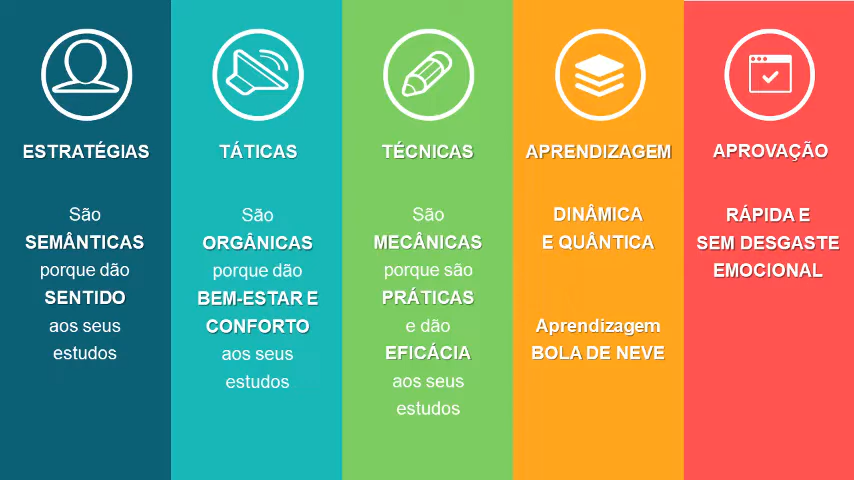 ESTRATÉGIAS
São
SEMÂNTICAS
porque dão
SENTIDO
aos seus
estudos
TÁTICAS
São
ORGÂNICAS
porque dão
BEM-ESTAR E
CONFORTO
aos seus
estudos
TÉCNICAS
São
MECÂNICAS
porque são
PRÁTICAS
e dão
EFICÁCIA
aos seus
estudos
APRENDIZAGEM
DINÂMICA
E QUÂNTICA
Aprendizagem
BOLA DE NEVE
APROVAÇÃO
RÁPIDA E
SEM DESGASTE
EMOCIONAL